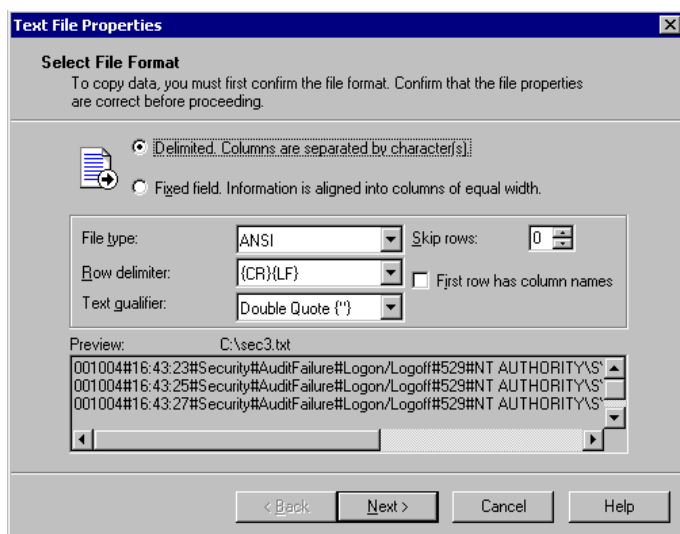 Text File Properties
Select File Format
To copy data, you must first confirm the file format. Confirm that the file properties
are correct before proceeding.
Delimited. Columns are separated by character(s).
Fixed field. Information is aligned into columns of equal width.
File type: ANSI Skip rows: 0
Row delimiter: {CR}{LF} First row has column names
Text qualifier: Double Quote {"}
Preview: C:\sec3.txt
001004#16:43:23#Security#AuditFailure#Logon/Logoff#529#NT AUTHORITY\S
001004#16:43:25#Security#AuditFailure#Logon/Logoff#529#NT AUTHORITY\S
001004#16:43:27#Security#AuditFailure#Logon/Logoff#529#NT AUTHORITY\S
< Back Next > Cancel Help